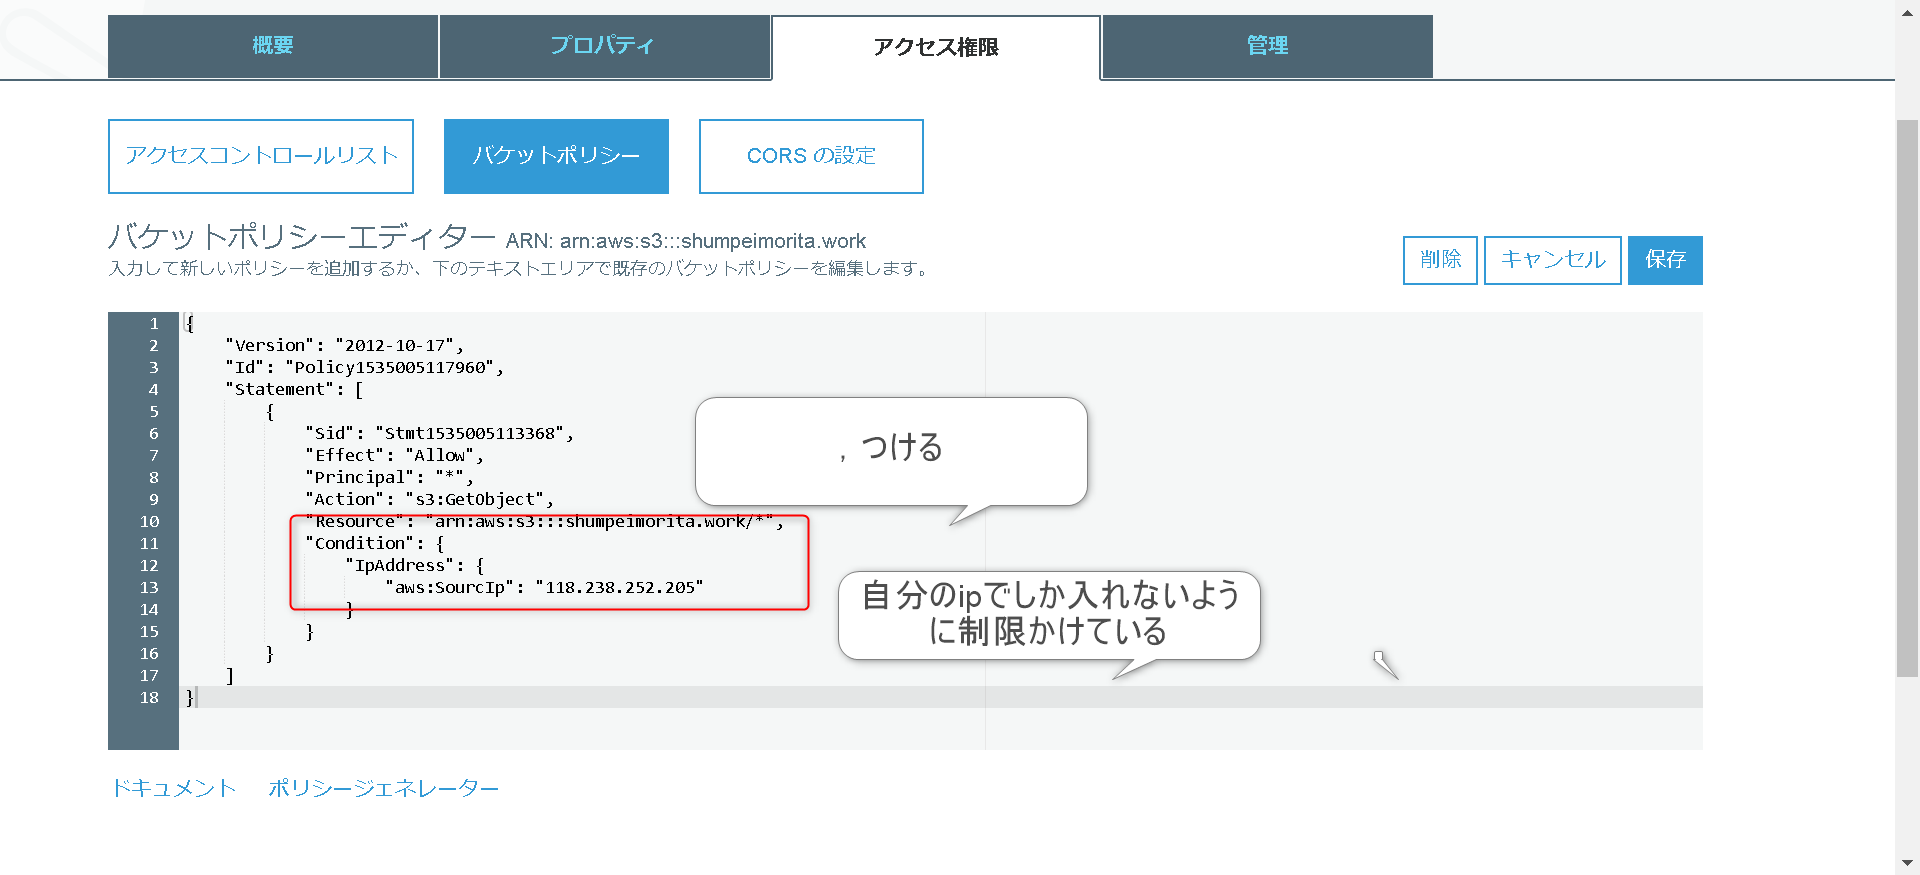 概要 プロパティ アクセス権限 管理
アクセスコントロールリスト バケットポリシー CORS の設定
バケットポリシーエディター ARN: arn:aws:s3:::shumpeimorita.work
入力して新しいポリシーを追加するか、下のテキストエリアで既存のバケットポリシーを編集します。
削除 キャンセル 保存
1 {
2 "Version": "2012-10-17",
3 "Id": "Policy1535005117960",
4 "Statement": [
5 {
6 "Sid": "Stmt1535005113368",
7 "Effect": "Allow",
8 "Principal": "*",
9 "Action": "s3:GetObject",
10 "Resource": "arn:aws:s3:::shumpeimorita.work/*",
11 "Condition": {
12 "IpAddress": {
13 "aws:SourcIp": "118.238.252.205"
14 }
15 }
16 }
17 ]
18 }
, つける
自分のipでしか入れないよう
に制限かけている
ドキュメント ポリシージェネレーター